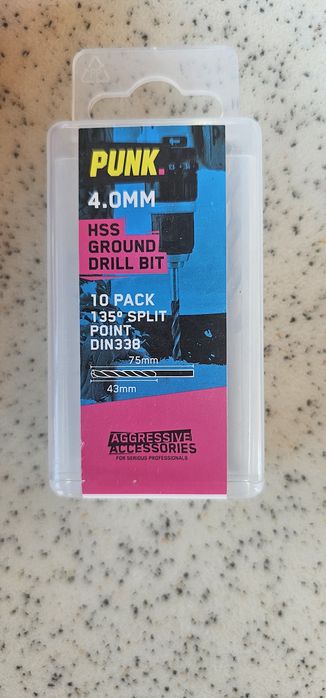 PUNK.
4.0MM
HSS
GROUND
DRILL BIT
10 PACK
135º SPLIT
POINT
DIN338
75mm
43mm
AGGRESSIVE
ACCESSORIES
FOR SERIOUS PROFESSIONALS